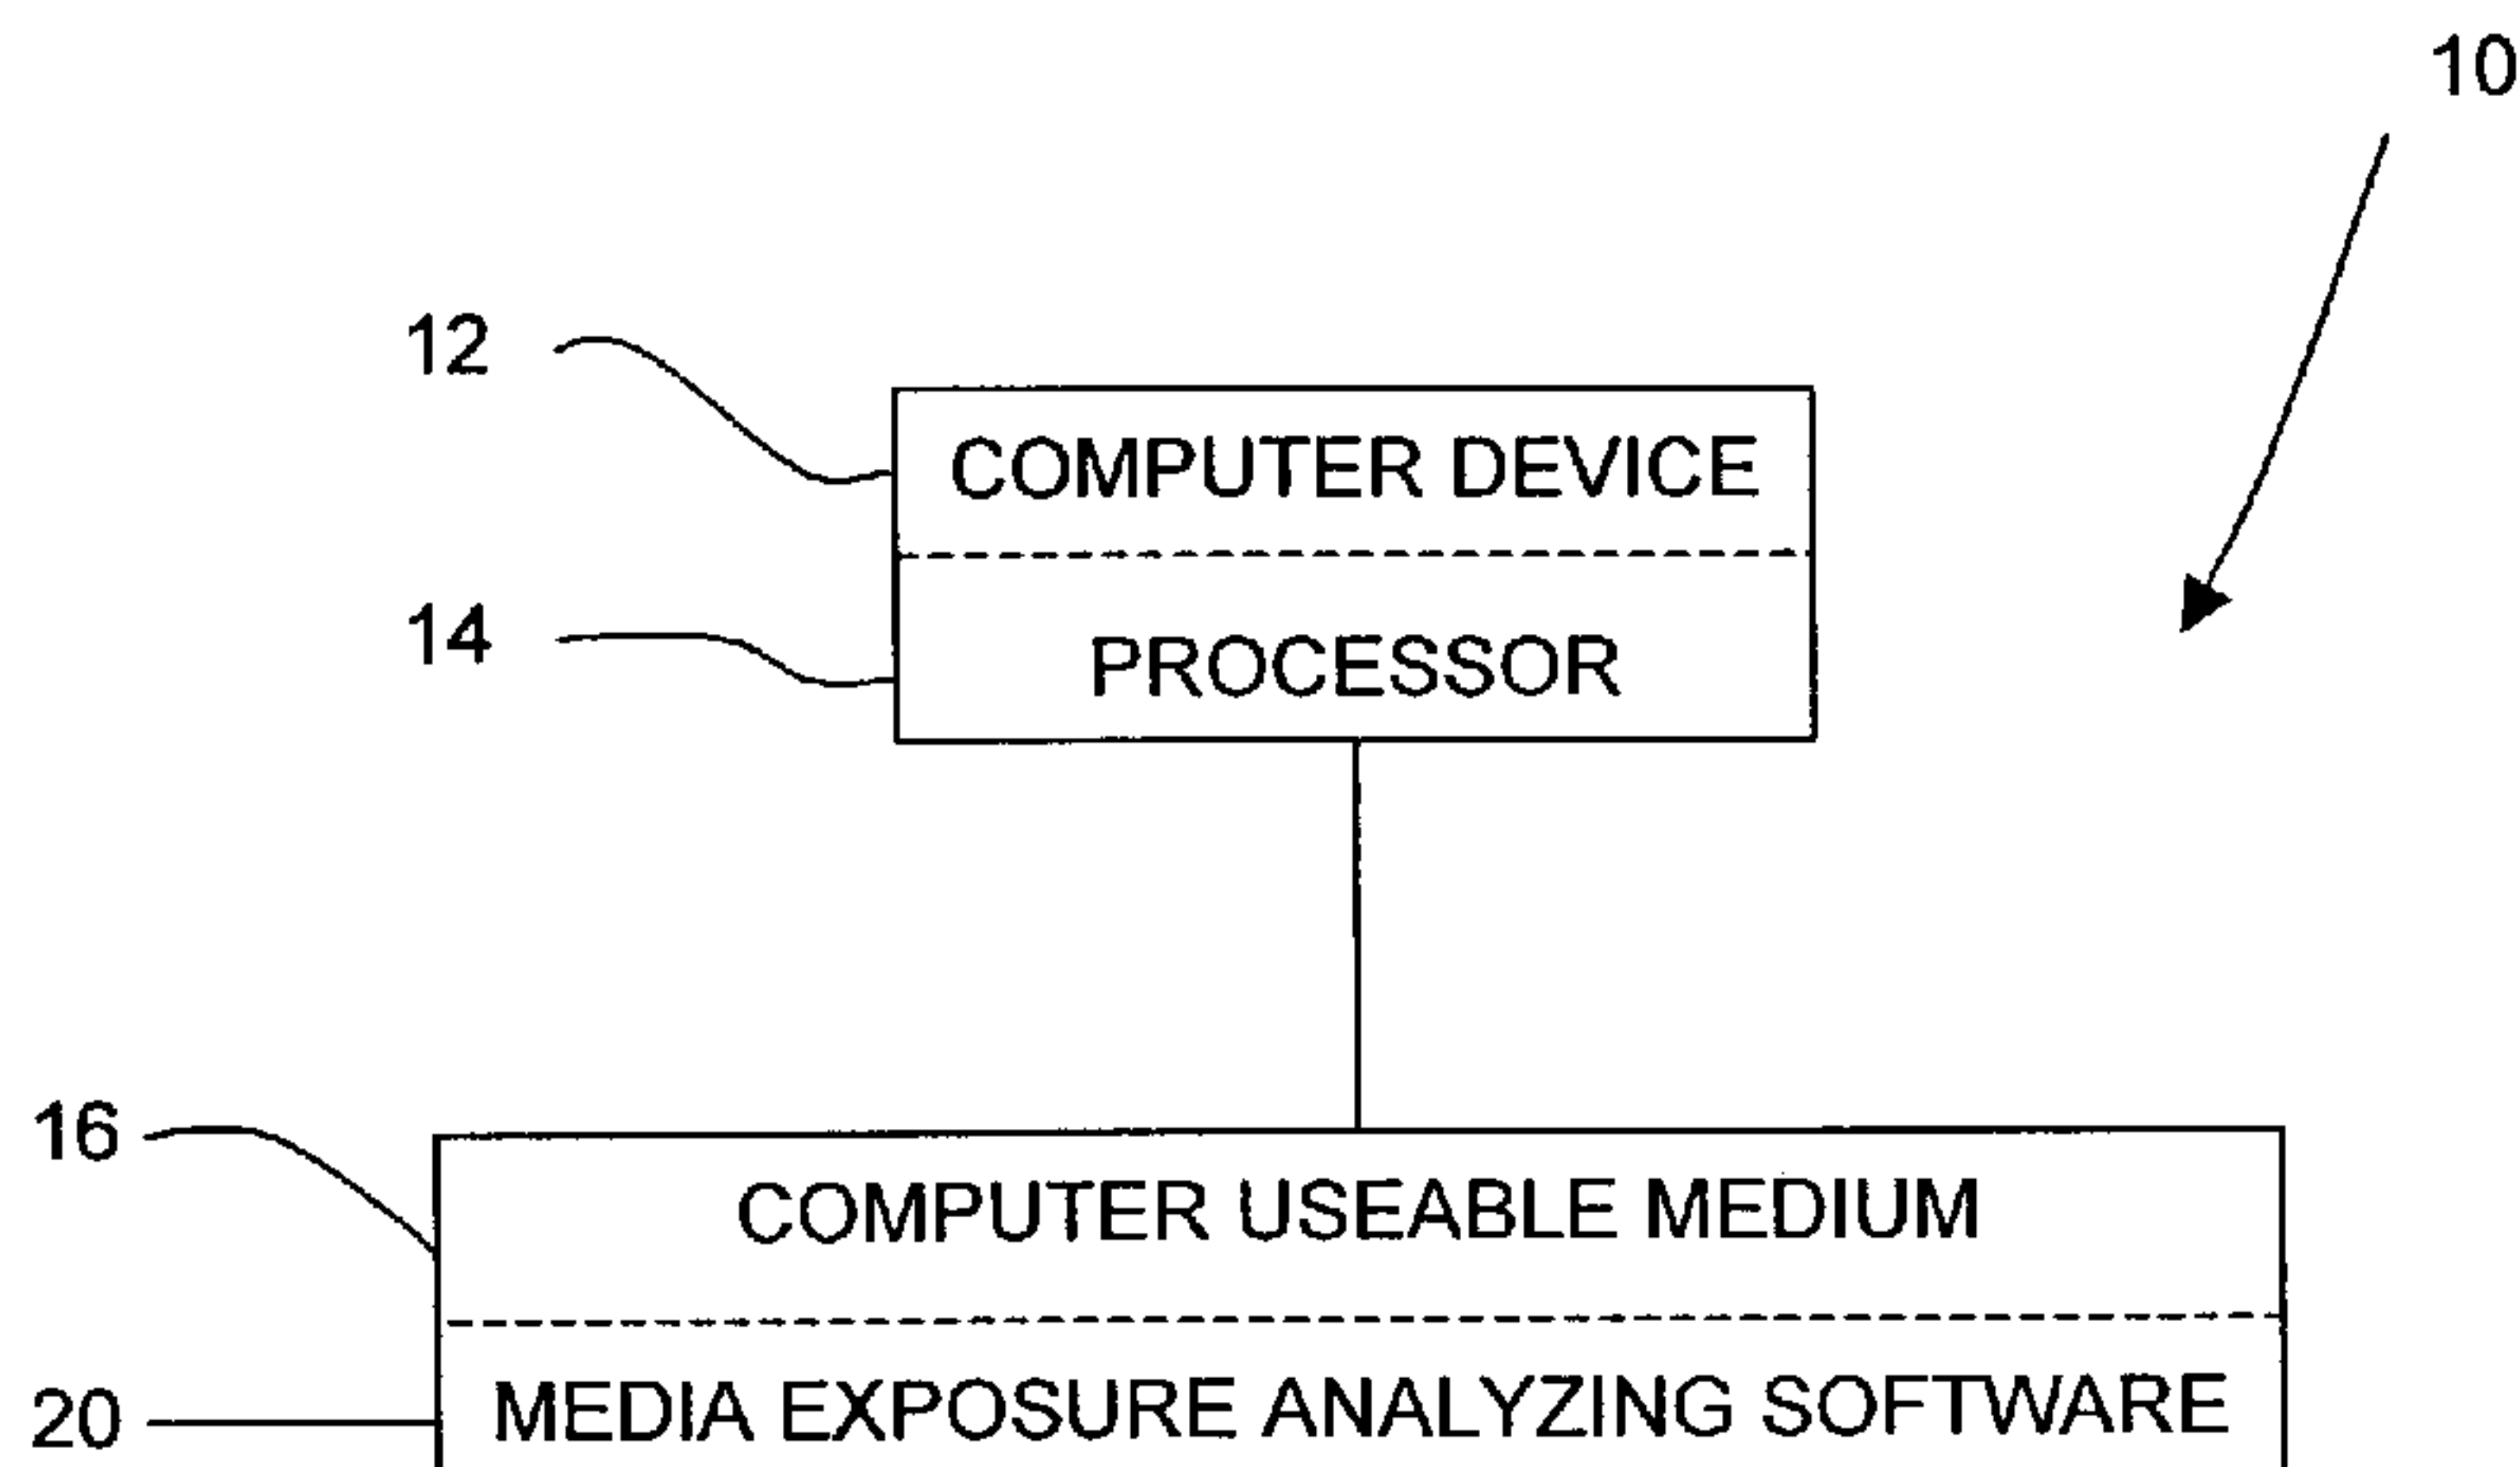 10
12
COMPUTER DEVICE
14
PROCESSOR
16
COMPUTER USEABLE MEDIUM
20
MEDIA EXPOSURE ANALYZING SOFTWARE